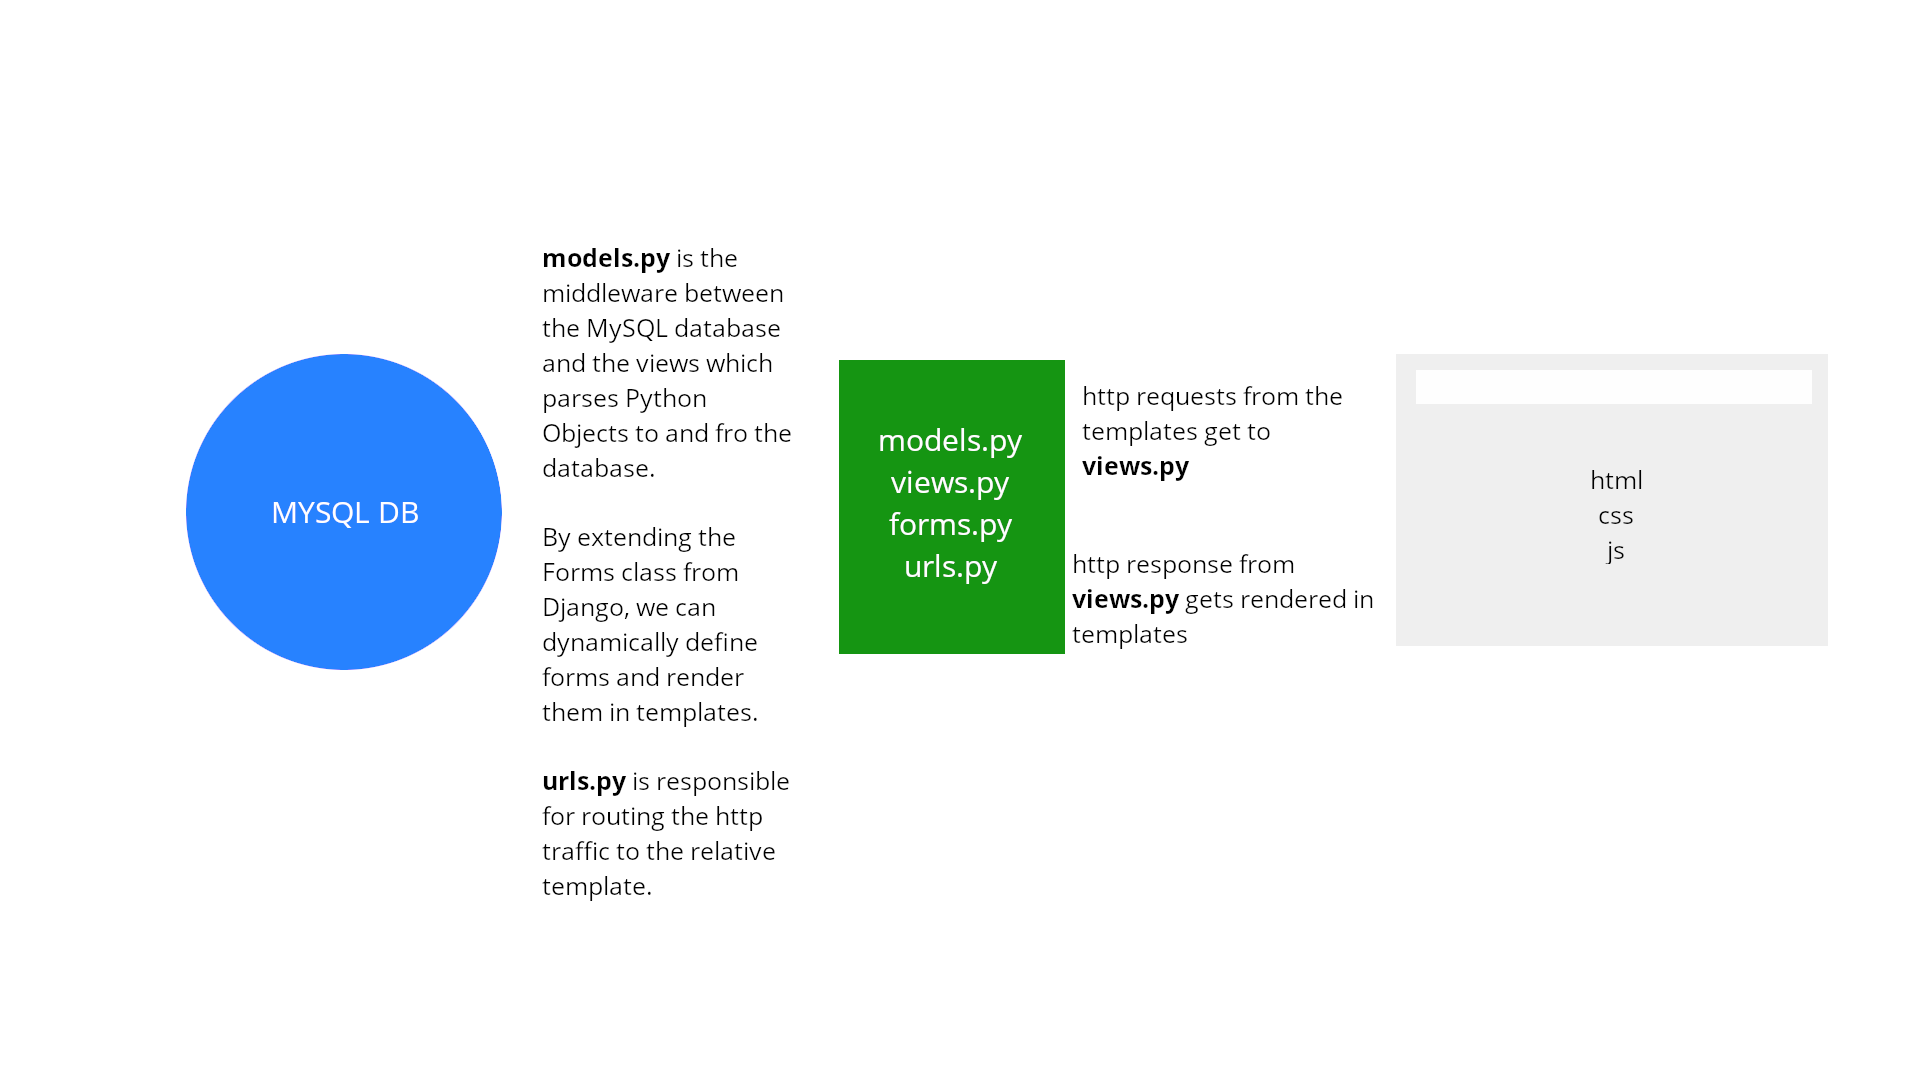 MYSQL DB
models.py is the
middleware between
the MySQL database
and the views which
parses Python
Objects to and fro the
database.
By extending the
Forms class from
Django, we can
dynamically define
forms and render
them in templates.
urls.py is responsible
for routing the http
traffic to the relative
template.
models.py
views.py
forms.py
urls.py
http requests from the
templates get to
views.py
http response from
views.py gets rendered in
templates
html
css
js